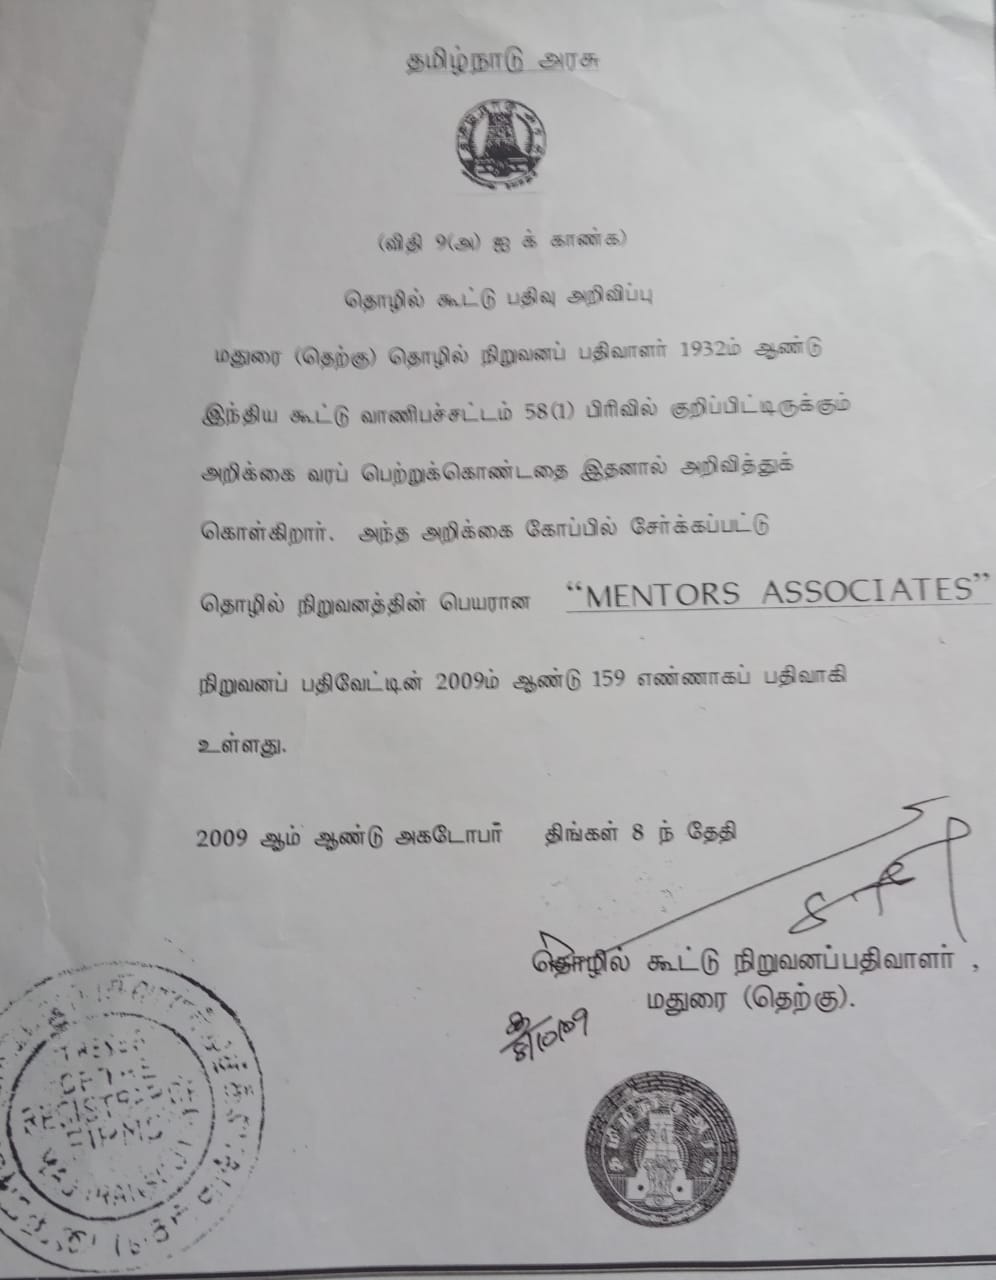 தமிழ்நாடு அரசு
(விதி 9(அ) ஐ க் காண்க)
தொழில் கூட்டு பதிவு அறிவிப்பு
மதுரை (தெற்கு) தொழில் நிறுவனப் பதிவாளர் 1932ம் ஆண்டு
இந்திய கூட்டு வாணிபச்சட்டம் 58(1) பிரிவில் குறிப்பிட்டிருக்கும்
அறிக்கை வரப் பெற்றுக்கொண்டதை இதனால் அறிவித்துக்
கொள்கிறார். அந்த அறிக்கை கோப்பில் சேர்க்கப்பட்டு
தொழில் நிறுவனத்தின் பெயரான "MENTORS ASSOCIATES"
நிறுவனப் பதிவேட்டின் 2009ம் ஆண்டு 159 எண்ணாகப் பதிவாகி
உள்ளது.
2009 ஆம் ஆண்டு அகடோபர் திங்கள் 8 ந் தேதி
தொழில் கூட்டு நிறுவனப்பதிவாளர் ,
மதுரை (தெற்கு).
8/10/09
REGISTRAR OF
FIRMS